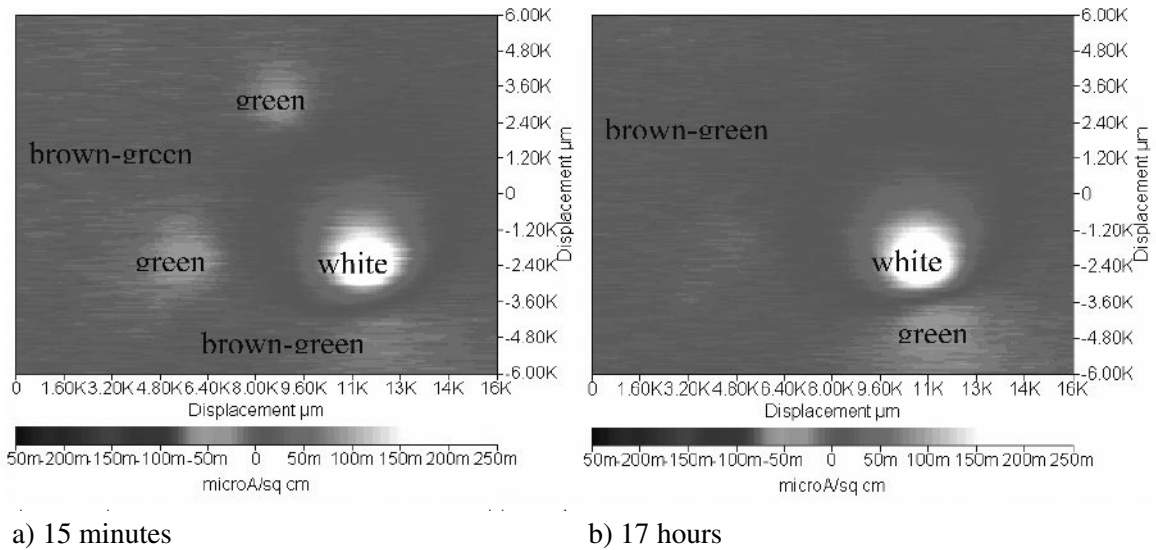 6.00K
4.80K
3.60K
2.40K
1.20K
0
-1.20K
-2.40K
-3.60K
-4.80K
-6.00K
Displacement µm
green
brown-green
green
white
brown-green
0 1.60K 3.20K 4.80K 6.40K 8.00K 9.60K 11K 13K 14K 16K
Displacement µm
50m -200m -150m -100m -50m 0 50m 100m 150m 200m 250m
microA/sq cm
a) 15 minutes
6.00K
4.80K
3.60K
2.40K
1.20K
0
-1.20K
-2.40K
-3.60K
-4.80K
-6.00K
Displacement µm
brown-green
white
green
0 1.60K 3.20K 4.80K 6.40K 8.00K 9.60K 11K 13K 14K 16K
Displacement µm
50m -200m -150m -100m -50m 0 50m 100m 150m 200m 250m
microA/sq cm
b) 17 hours